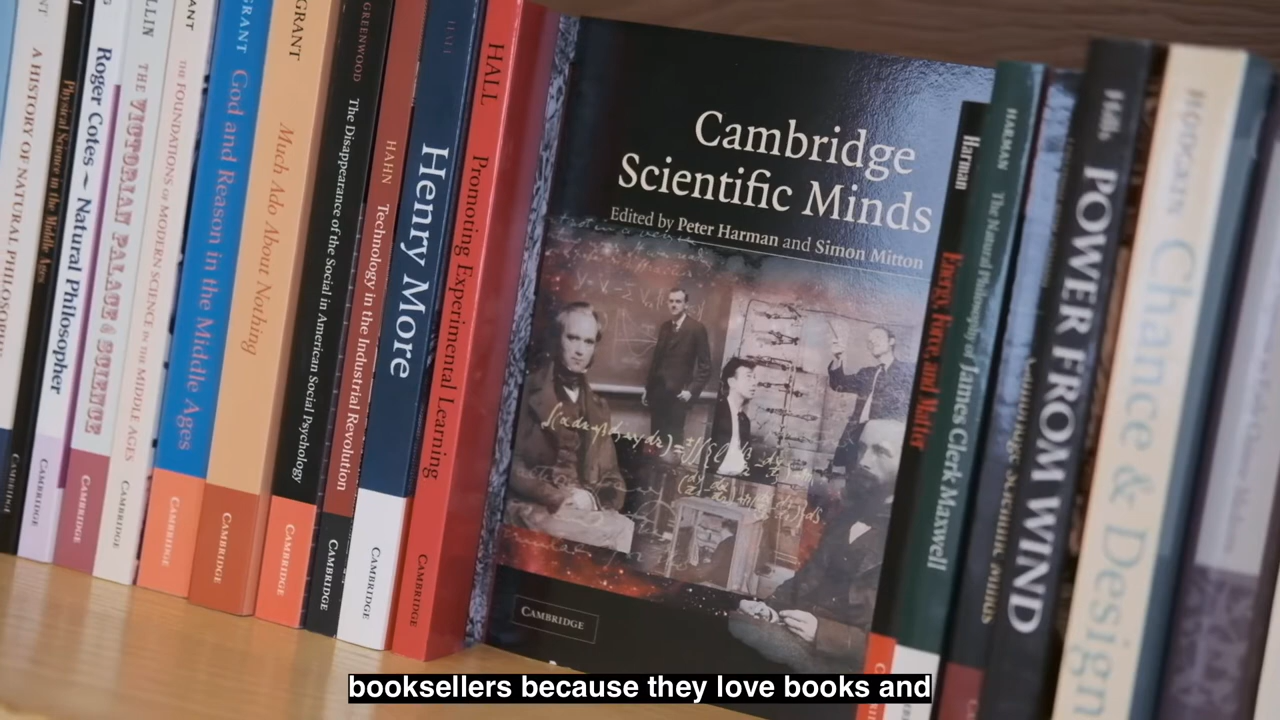 A HISTORY OF NATURAL PHILOSOPHY
CAMBRIDGE
Physical Science in the Middle Ages
Roger Cotes – Natural Philosopher
CAMBRIDGE
THE VICTORIAN PALACE of SCIENCE
CAMBRIDGE
THE FOUNDATIONS OF MODERN SCIENCE IN THE MIDDLE AGES
CAMBRIDGE
GRANT God and Reason in the Middle Ages
CAMBRIDGE
GRANT Much Ado About Nothing
CAMBRIDGE
GREENWOOD The Disappearance of the Social in American Social Psychology
CAMBRIDGE
HAHN Technology in the Industrial Revolution
CAMBRIDGE
HALL Henry More
CAMBRIDGE
HALL Promoting Experimental Learning
CAMBRIDGE
Cambridge
Scientific Minds
Edited by Peter Harman and Simon Mitton
CAMBRIDGE
Harman Energy, Force, and Matter
HARMAN The Natural Philosophy of James Clerk Maxwell
Hills POWER FROM WIND
Chance & Design
booksellers because they love books and